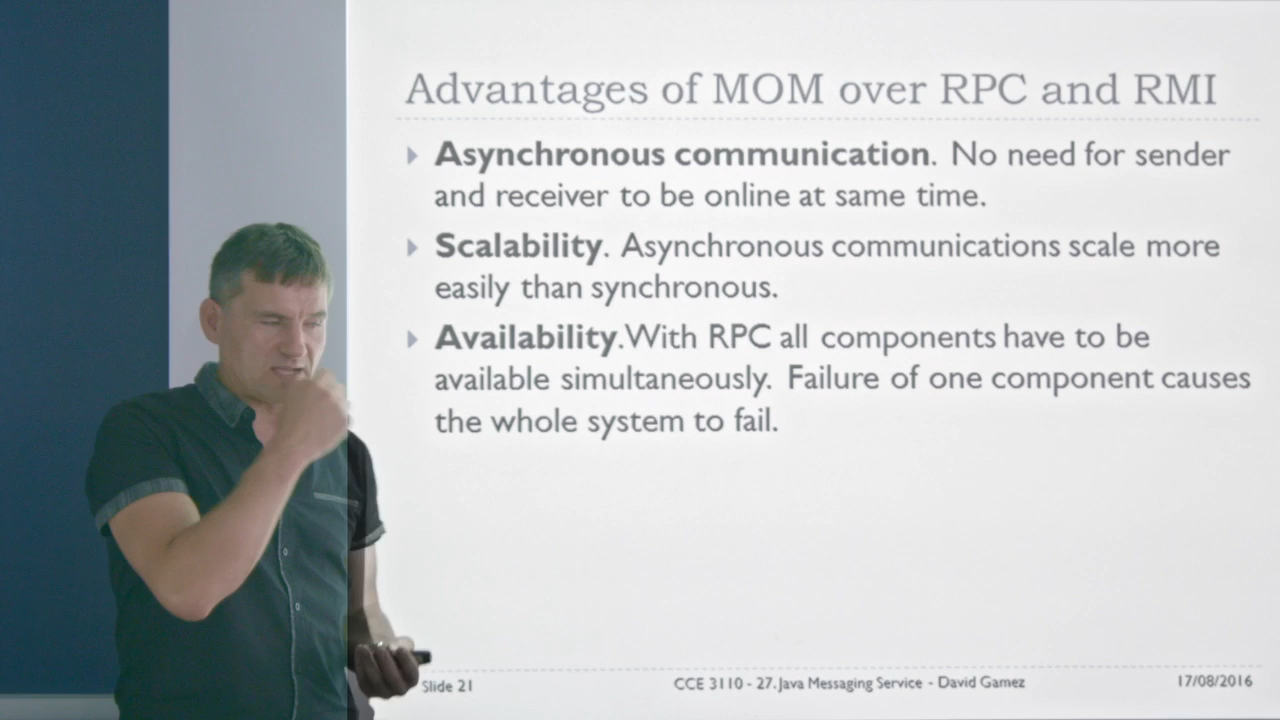 Advantages of MOM over RPC and RMI
Asynchronous communication. No need for sender
and receiver to be online at same time.
Scalability. Asynchronous communications scale more
easily than synchronous.
Availability.With RPC all components have to be
available simultaneously. Failure of one component causes
the whole system to fail.
Slide 21 CCE 3110 - 27. Java Messaging Service - David Gamez 17/08/2016